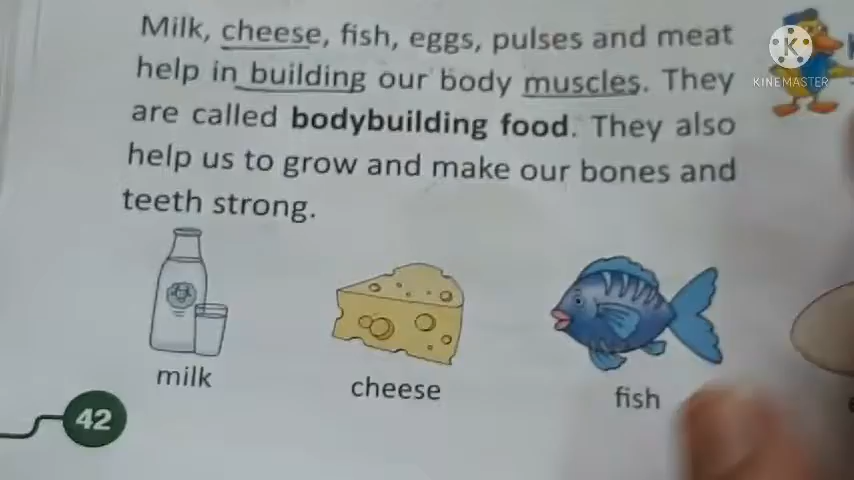 Milk, cheese, fish, eggs, pulses and meat
help in building our body muscles. They
are called bodybuilding food. They also
help us to grow and make our bones and
teeth strong.
milk
cheese
fish
42
K
KINEMASTER